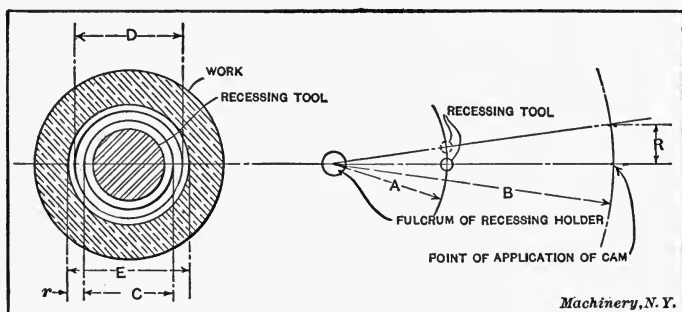 D
WORK
RECESSING TOOL
RECESSING TOOL
R
A
B
FULCRUM OF RECESSING HOLDER
POINT OF APPLICATION OF CAM
E
r
C
Machinery, N.Y.